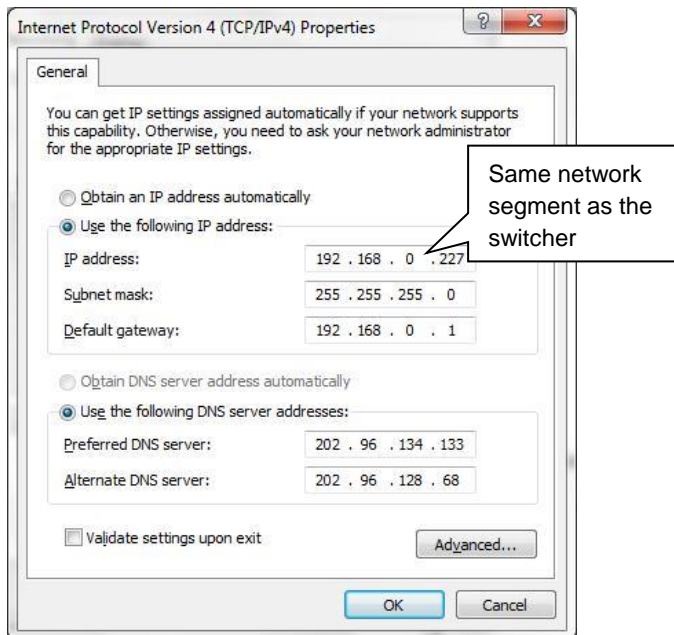 Internet Protocol Version 4 (TCP/IPv4) Properties
General
You can get IP settings assigned automatically if your network supports
this capability. Otherwise, you need to ask your network administrator
for the appropriate IP settings.
Obtain an IP address automatically
Use the following IP address:
IP address: 192 . 168 . 0 . 227
Subnet mask: 255 . 255 . 255 . 0
Default gateway: 192 . 168 . 0 . 1
Same network
segment as the
switcher
Obtain DNS server address automatically
Use the following DNS server addresses:
Preferred DNS server: 202 . 96 . 134 . 133
Alternate DNS server: 202 . 96 . 128 . 68
Validate settings upon exit
Advanced...
OK Cancel